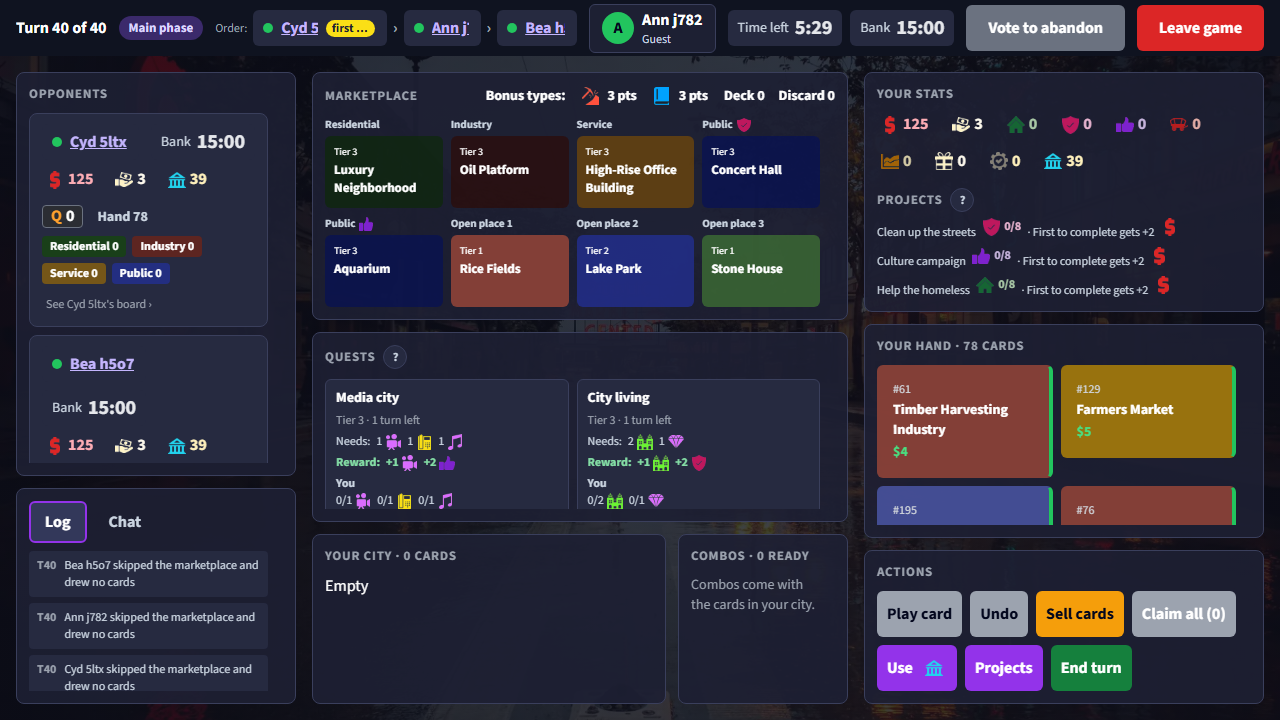 Turn 40 of 40
Main phase
Order:
Cyd 5
first ...
›
Ann j
›
Bea h
A
Ann j782
Guest
Time left 5:29
Bank 15:00
Vote to abandon
Leave game
OPPONENTS
Cyd 5ltx
Bank 15:00
125
3
39
Q 0
Hand 78
Residential 0
Industry 0
Service 0
Public 0
See Cyd 5ltx's board ›
Bea h5o7
Bank 15:00
125
3
39
Log
Chat
T40 Bea h5o7 skipped the marketplace and
drew no cards
T40 Ann j782 skipped the marketplace and
drew no cards
T40 Cyd 5ltx skipped the marketplace and
drew no cards
MARKETPLACE
Bonus types:
3 pts
3 pts
Deck 0
Discard 0
Residential
Industry
Service
Public
Tier 3
Luxury
Neighborhood
Tier 3
Oil Platform
Tier 3
High-Rise Office
Building
Tier 3
Concert Hall
Public
Open place 1
Open place 2
Open place 3
Tier 3
Aquarium
Tier 1
Rice Fields
Tier 2
Lake Park
Tier 1
Stone House
QUESTS
?
Media city
Tier 3 · 1 turn left
Needs: 1 1 1
Reward: +1 +2
You
0/1 0/1 0/1
City living
Tier 3 · 1 turn left
Needs: 2 1
Reward: +1 +2
You
0/2 0/1
YOUR CITY · 0 CARDS
Empty
COMBOS · 0 READY
Combos come with
the cards in your city.
YOUR STATS
125
3
0
0
0
0
0
0
0
39
PROJECTS
?
Clean up the streets 0/8 · First to complete gets +2
Culture campaign 0/8 · First to complete gets +2
Help the homeless 0/8 · First to complete gets +2
YOUR HAND · 78 CARDS
#61
Timber Harvesting
Industry
$4
#129
Farmers Market
$5
#195
#76
ACTIONS
Play card
Undo
Sell cards
Claim all (0)
Use
Projects
End turn